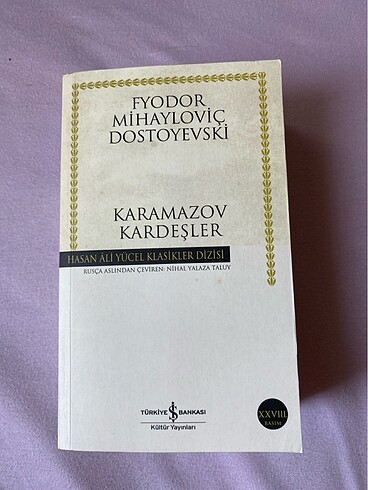 FYODOR
MİHAYLOVİÇ
DOSTOYEVSKİ
KARAMAZOV
KARDEŞLER
HASAN ÂLİ YÜCEL KLASİKLER DİZİSİ
RUSÇA ASLINDAN ÇEVİREN: NİHAL YALAZA TALUY
XXVIII.
BASIM
TÜRKİYE İŞ BANKASI
Kültür Yayınları